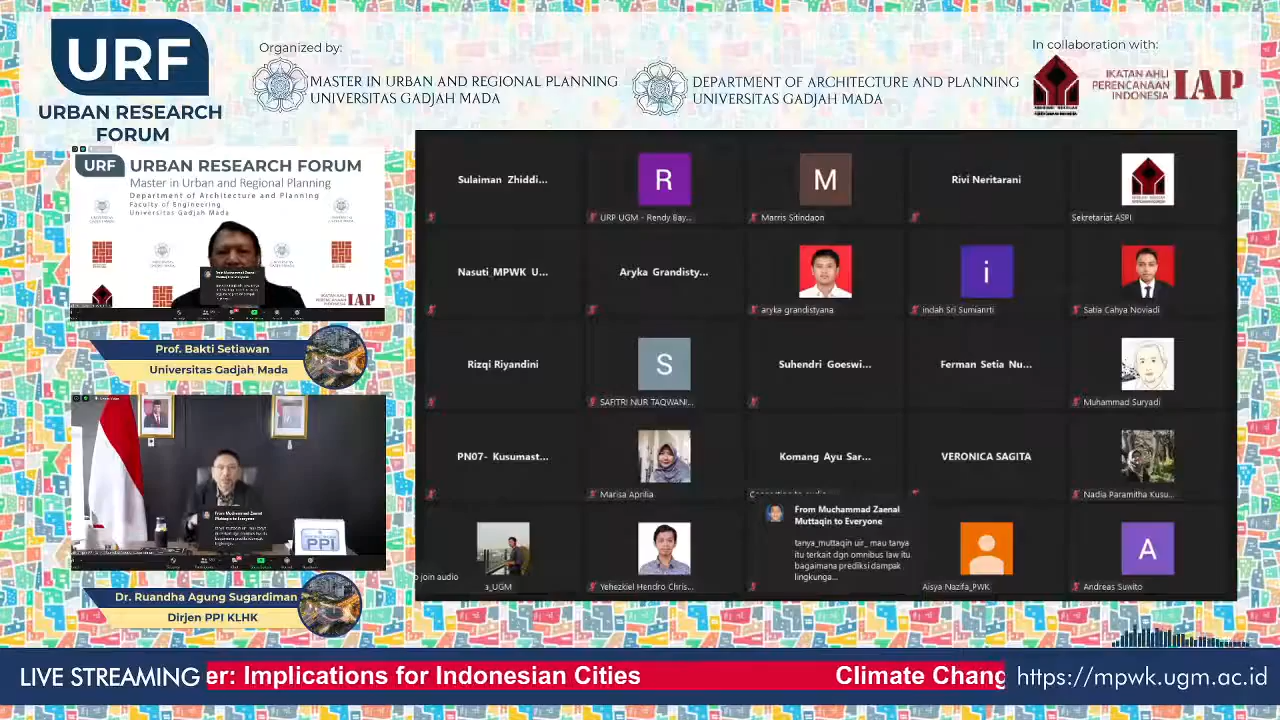 URF
URBAN RESEARCH
FORUM
Organized by:
MASTER IN URBAN AND REGIONAL PLANNING
UNIVERSITAS GADJAH MADA
DEPARTMENT OF ARCHITECTURE AND PLANNING
UNIVERSITAS GADJAH MADA
In collaboration with:
IKATAN AHLI
PERENCANAAN
INDONESIA
IAP
URF URBAN RESEARCH FORUM
Master in Urban and Regional Planning
Department of Architecture and Planning
Faculty of Engineering
Universitas Gadjah Mada
IAP
Prof. Bakti Setiawan
Universitas Gadjah Mada
PPI
Dr. Ruandha Agung Sugardiman
Dirjen PPI KLHK
Sulaiman Zhiddi...
R
URP UGM - Rendy Bay...
M
Marris Sdirdaon
Rivi Neritarani
Sekretariat ASPI
Nasuti MPWK U...
Aryka Grandisty...
aryka grandistyana
I
indah Sri Sumianrti
Satia Cahya Noviadi
Rizqi Riyandini
S
SAFITRI NUR TAQWANI...
Suhendri Goeswi...
Ferman Setia Nu...
Muhammad Suryadi
PN07- Kusumast...
Marisa Aprilia
Komang Ayu Sar...
VERONICA SAGITA
Nadia Paramitha Kusu...
o join audio
a_UGM
Yehezkiel Hendro Chris...
From Muchammad Zaenal
Muttaqin to Everyone
tanya_muttaqin uir_ mau tanya
itu terkait dgn omnibus law itu
bagaimana prediksi dampak
lingkunga...
Aisya Nazifa_PWK
A
Andreas Suwito
LIVE STREAMING
er: Implications for Indonesian Cities
Climate Chang
https://mpwk.ugm.ac.id